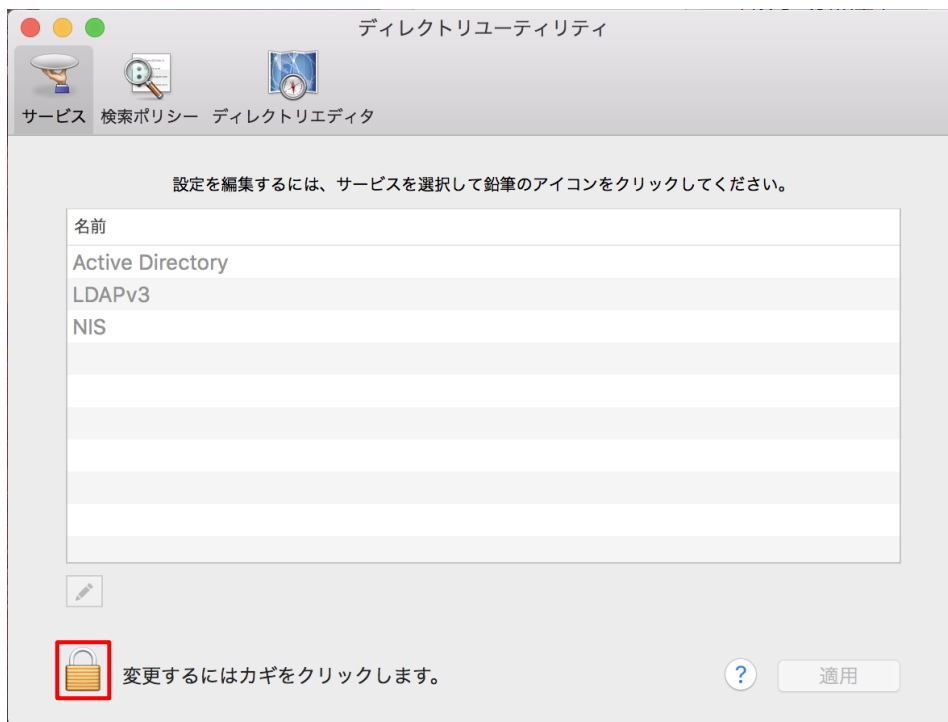 ディレクトリユーティリティ
サービス 検索ポリシー ディレクトリエディタ
設定を編集するには、サービスを選択して鉛筆のアイコンをクリックしてください。
名前
Active Directory
LDAPv3
NIS
変更するにはカギをクリックします。 ? 適用